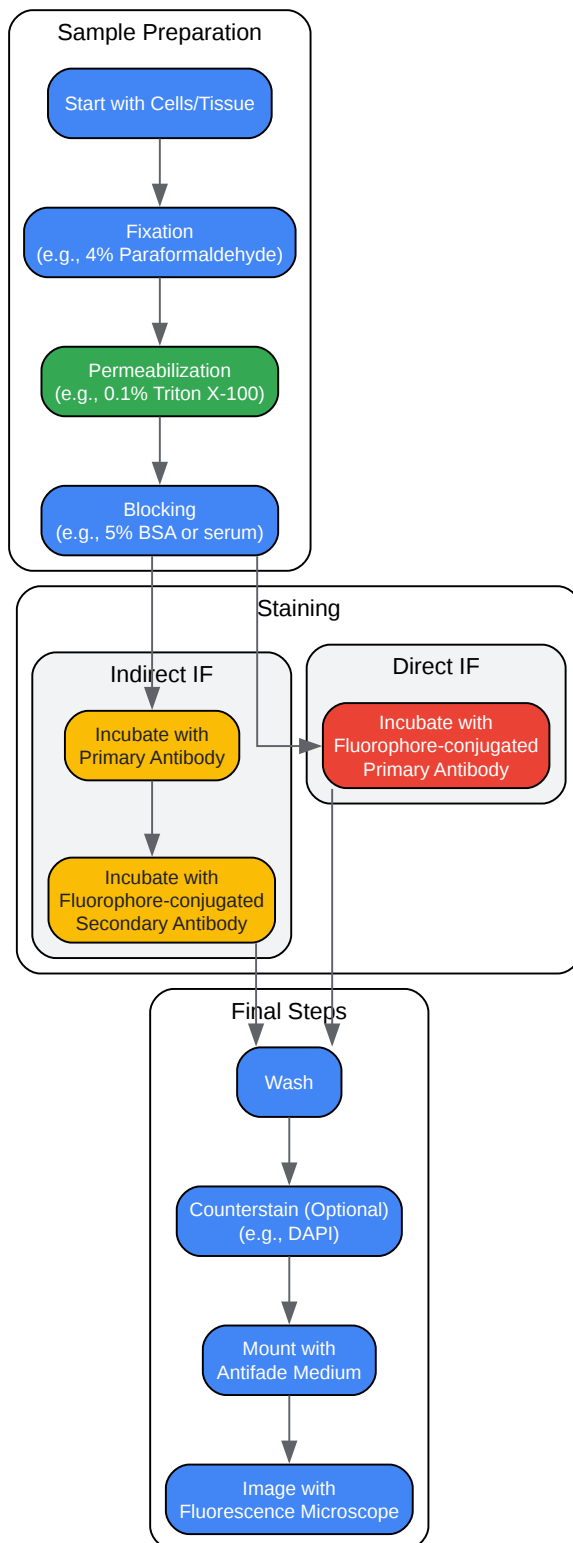 Sample Preparation
Start with Cells/Tissue
Fixation
(e.g., 4% Paraformaldehyde)
Permeabilization
(e.g., 0.1% Triton X-100)
Blocking
(e.g., 5% BSA or serum)
Staining
Indirect IF
Direct IF
Incubate with
Primary Antibody
Incubate with
Fluorophore-conjugated
Primary Antibody
Incubate with
Fluorophore-conjugated
Secondary Antibody
Final Steps
Wash
Counterstain (Optional)
(e.g., DAPI)
Mount with
Antifade Medium
Image with
Fluorescence Microscope